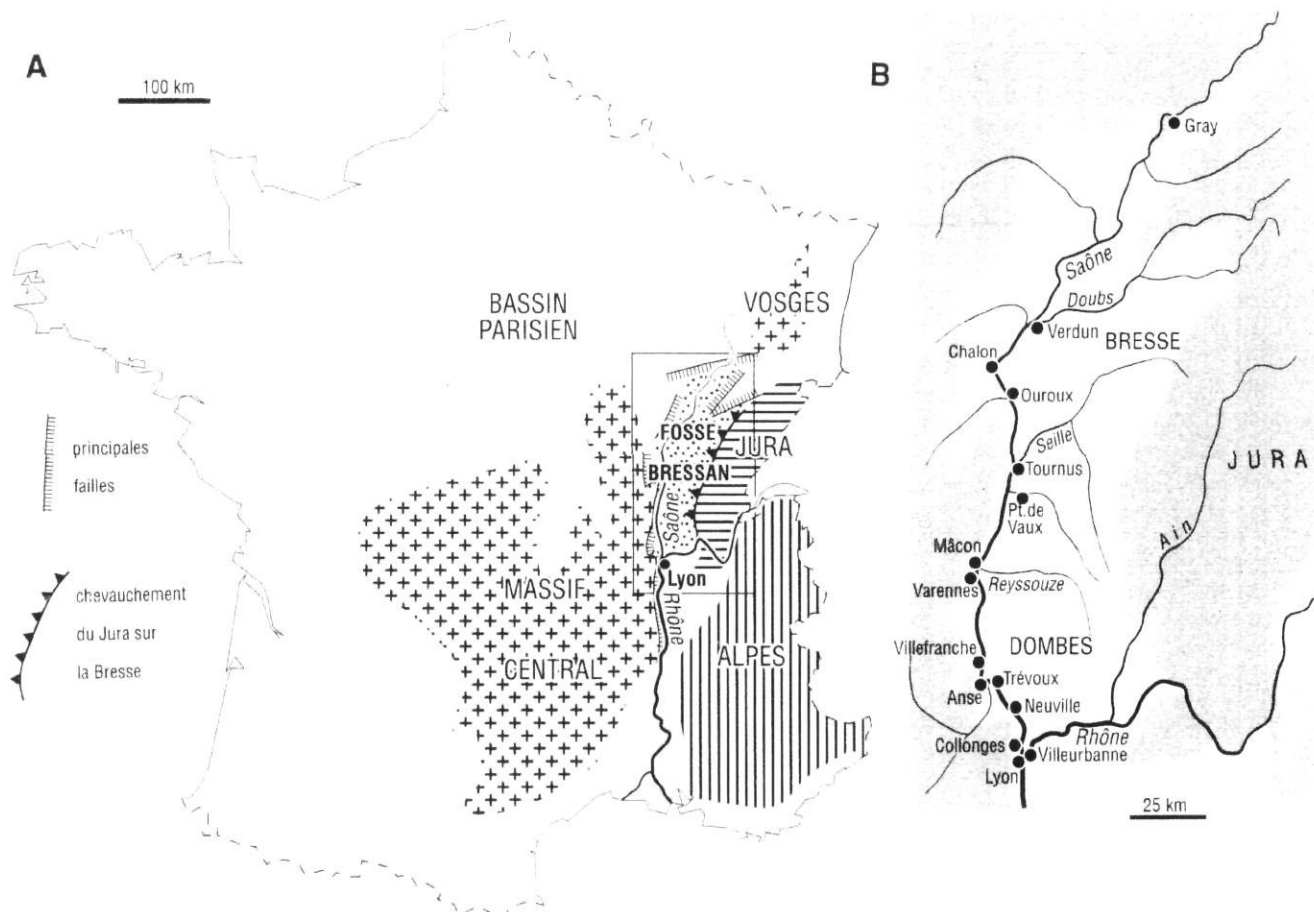 A
100 km
BASSIN
PARISIEN
VOSGES
FOSSE
BRESSAN
JURA
Saône
Lyon
MASSIF
CENTRAL
Rhône
ALPES
principales
failles
chevauchement
du Jura sur
la Bresse
B
Gray
Saône
Doubs
Verdun
BRESSE
Chalon
Ouroux
Seille
Tournus
JURA
Pt. de
Vaux
Ain
Mâcon
Varennes
Reyssouze
Villefranche
DOMBES
Trévoux
Anse
Neuville
Collonges
Rhône
Villeurbanne
Lyon
25 km